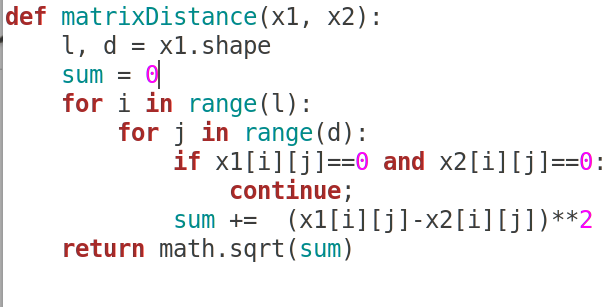 def matrixDistance(x1, x2):
    l, d = x1.shape
    sum = 0
    for i in range(l):
        for j in range(d):
            if x1[i][j]==0 and x2[i][j]==0:
                continue;
            sum +=  (x1[i][j]-x2[i][j])**2
    return math.sqrt(sum)